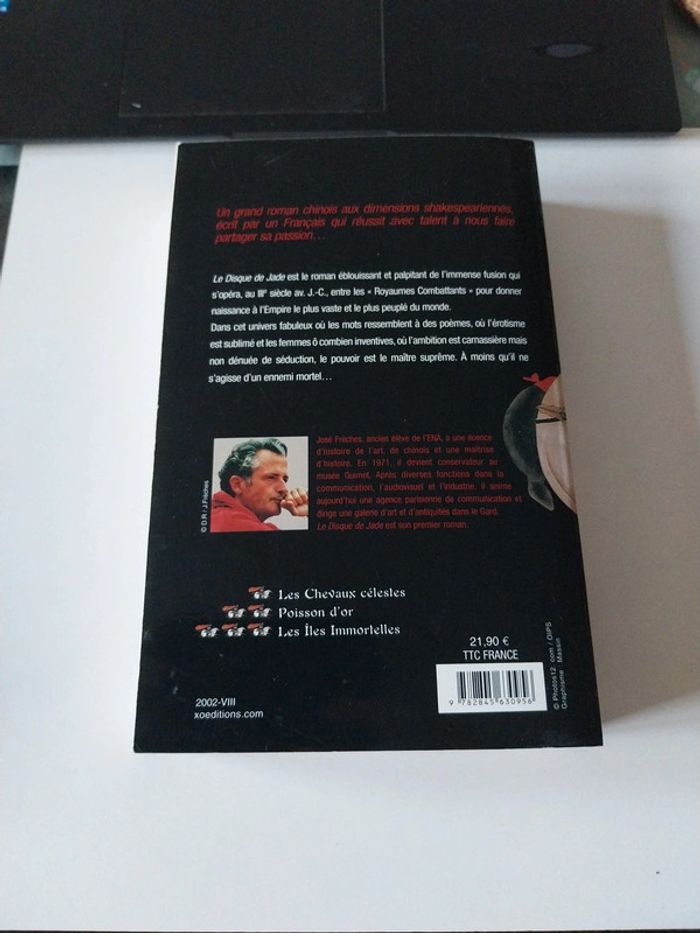 Un grand roman chinois aux dimensions shakespeariennes,
écrit par un Français qui réussit avec talent à nous faire
partager sa passion…
Le Disque de Jade est le roman éblouissant et palpitant de l'immense fusion qui
s'opéra, au IIIe siècle av. J.-C., entre les « Royaumes Combattants » pour donner
naissance à l'Empire le plus vaste et le plus peuplé du monde.
Dans cet univers fabuleux où les mots ressemblent à des poèmes, où l'érotisme
est sublimé et les femmes ô combien inventives, où l'ambition est carnassière mais
non dénuée de séduction, le pouvoir est le maître suprême. À moins qu'il ne
s'agisse d'un ennemi mortel…
José Frèches, ancien élève de l'ENA, a une licence
d'histoire de l'art, de chinois et une maîtrise
d'histoire. En 1971, il devient conservateur au
musée Guimet. Après diverses fonctions dans la
communication, l'audiovisuel et l'industrie, il anime
aujourd'hui une agence parisienne de communication et
dirige une galerie d'art et d'antiquités dans le Gard.
Le Disque de Jade est son premier roman.
© D.R / J.Frèches
Les Chevaux célestes
Poisson d'or
Les Îles Immortelles
21,90 €
TTC FRANCE
9 782845 630956
2002-VIII
xoeditions.com
© Photos12. com / OIPS
Graphisme : Massin